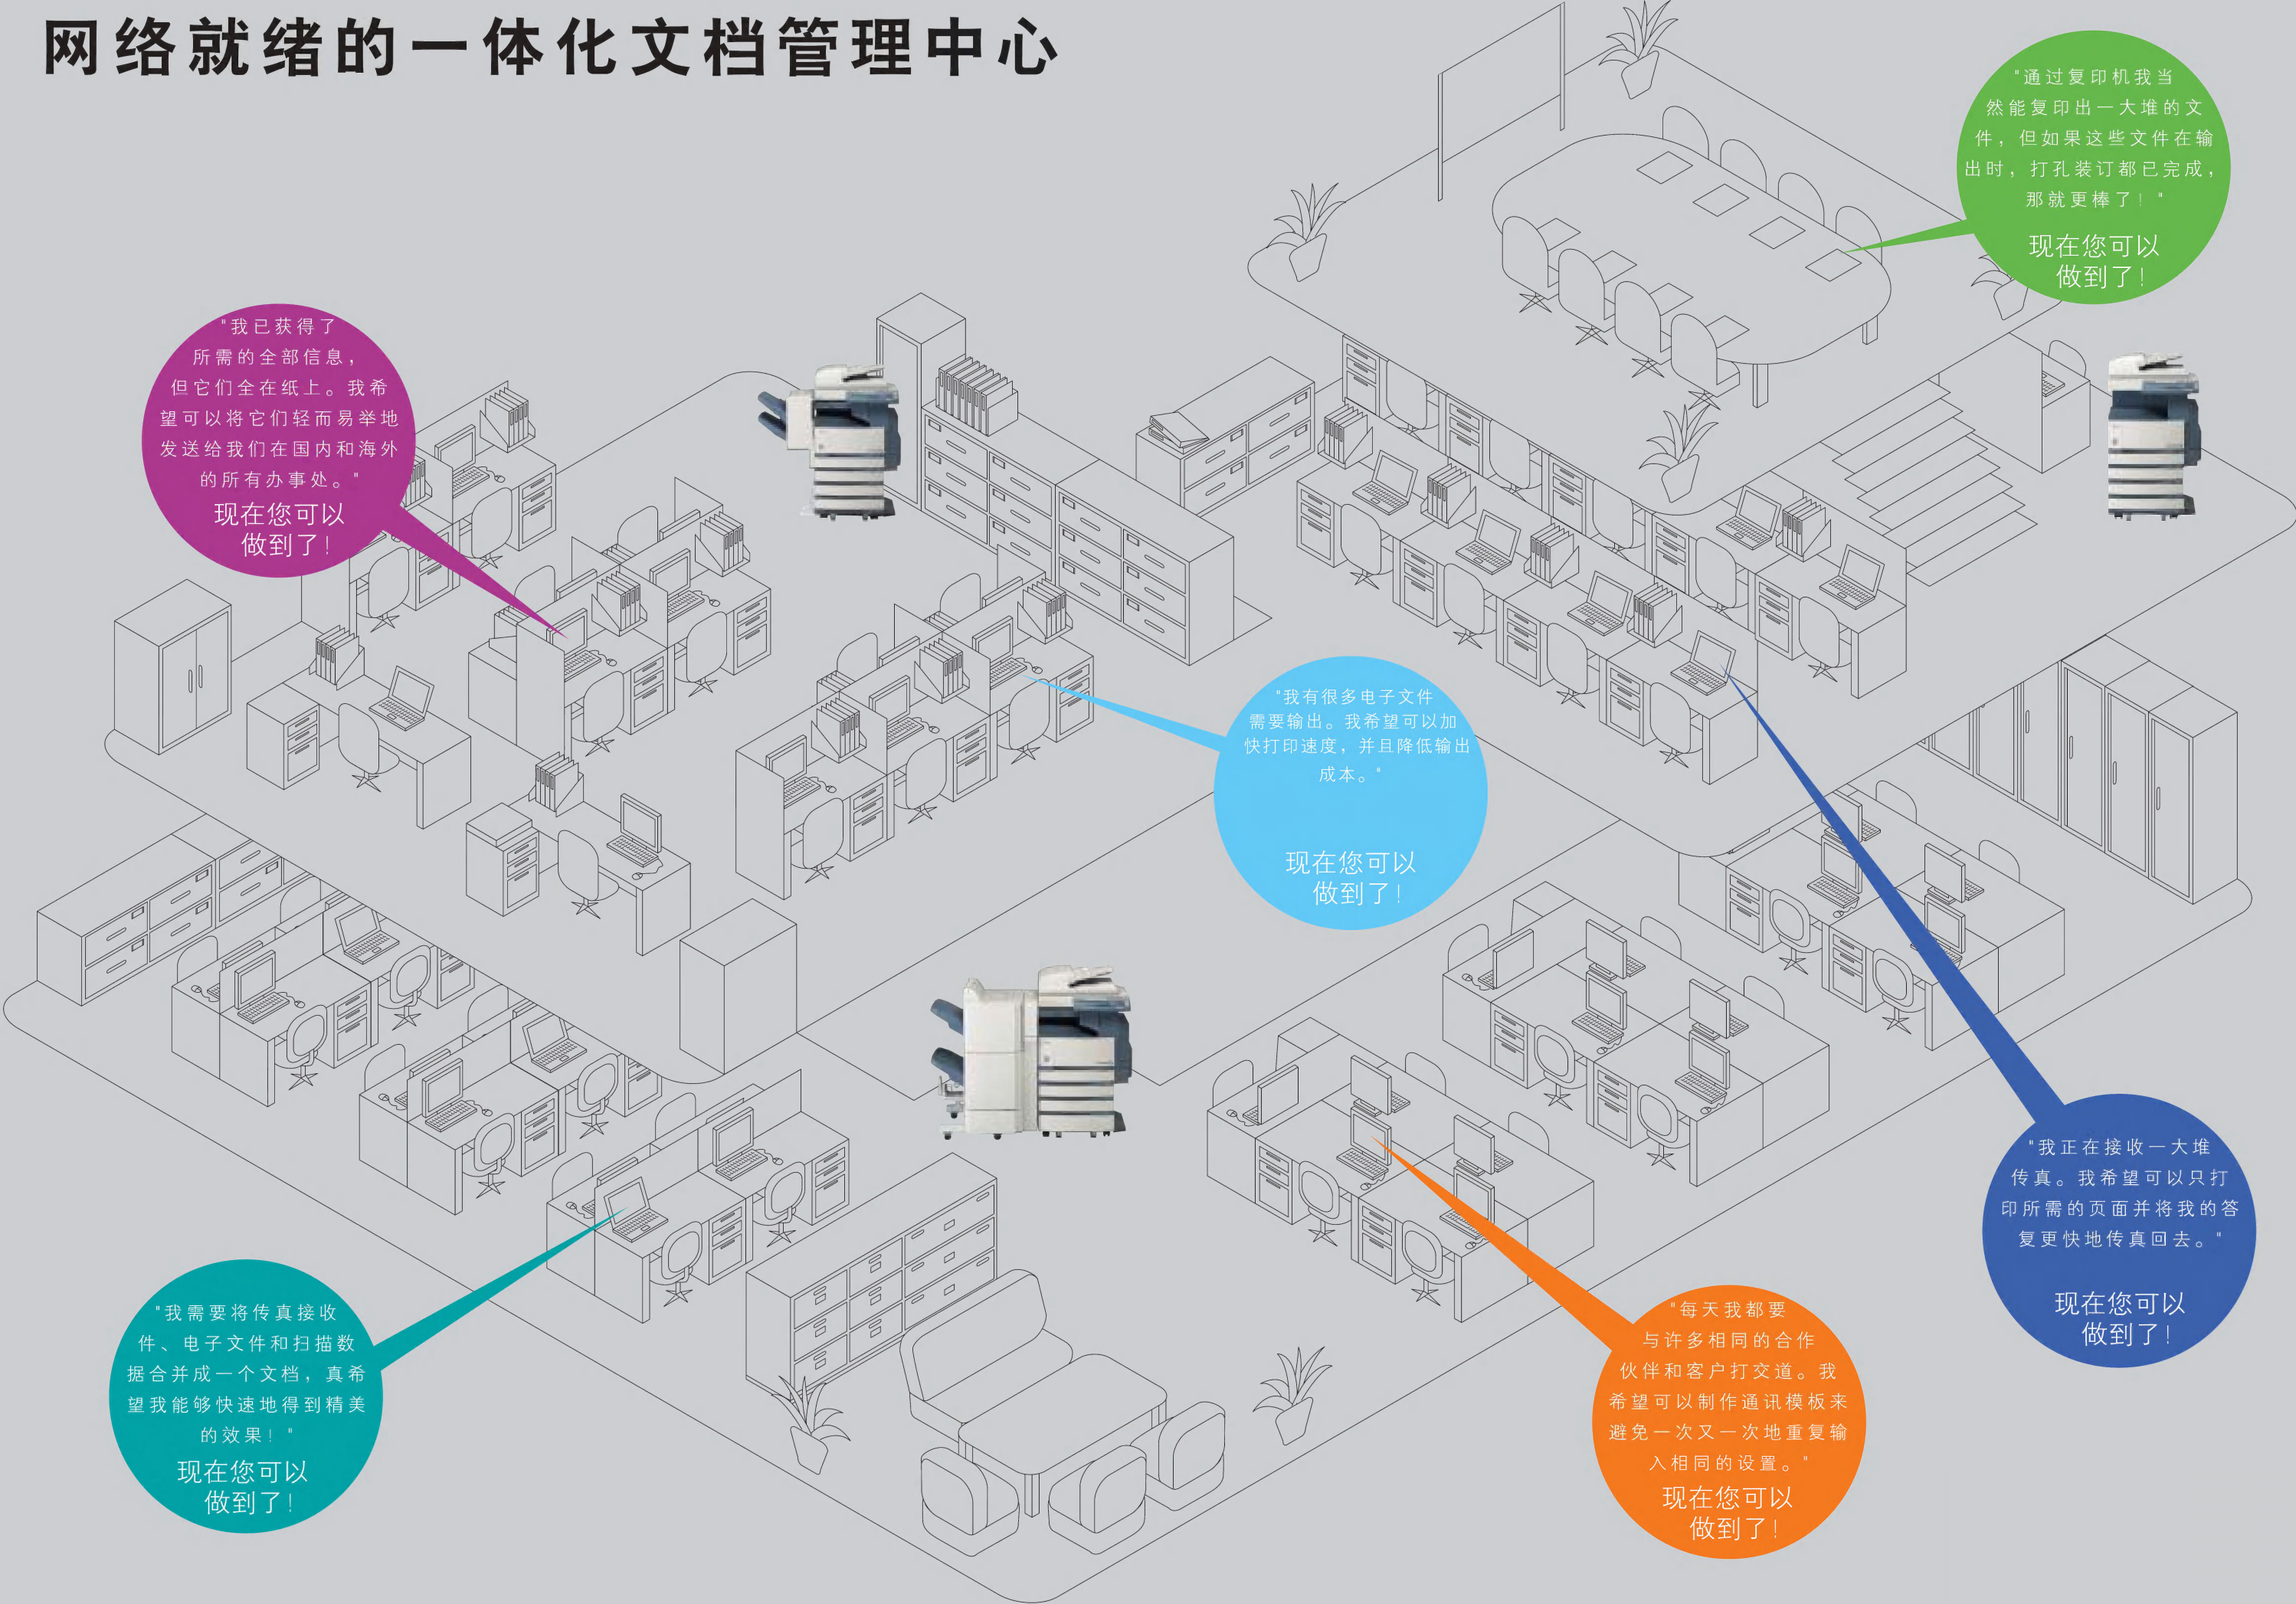 网络就绪的一体化文档管理中心
"通过复印机我当
然能复印出一大堆的文
件，但如果这些文件在输
出时，打孔装订都已完成，
那就更棒了！"
现在您可以
做到了！
"我已获得了
所需的全部信息，
但它们全在纸上。我希
望可以将它们轻而易举地
发送给我们在国内和海外
的所有办事处。"
现在您可以
做到了！
"我有很多电子文件
需要输出。我希望可以加
快打印速度，并且降低输出
成本。"
现在您可以
做到了！
"我正在接收一大堆
传真。我希望可以只打
印所需的页面并将我的答
复更快地传真回去。"
现在您可以
做到了！
"我需要将传真接收
件、电子文件和扫描数
据合并成一个文档，真希
望我能够快速地得到精美
的效果！"
现在您可以
做到了！
"每天我都要
与许多相同的合作
伙伴和客户打交道。我
希望可以制作通讯模板来
避免一次又一次地重复输
入相同的设置。"
现在您可以
做到了！